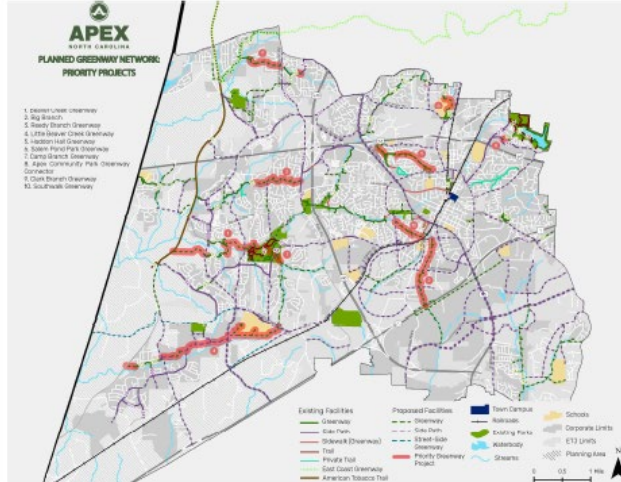 APEX
NORTH CAROLINA
PLANNED GREENWAY NETWORK:
PRIORITY PROJECTS
1. Beaver Creek Greenway
2. Big Branch
3. Reedy Branch Greenway
4. Little Beaver Creek Greenway
5. Haddon Hall Greenway
6. Salem Pond Park Greenway
7. Camp Branch Greenway
8. Apex Community Park Greenway
Connector
9. Clark Branch Greenway
10. Southwalk Greenway
Existing Facilities
Greenway
Side Path
Sidewalk (Greenway)
Trail
Private Trail
East Coast Greenway
American Tobacco Trail
Proposed Facilities
Greenway
Side Path
Street-Side
Greenway
Priority Greenway
Project
Town Campus
Railroads
Existing Parks
Waterbody
Streams
Schools
Corporate Limits
ETJ Limits
Planning Area
0 0.5 1 Mile
N